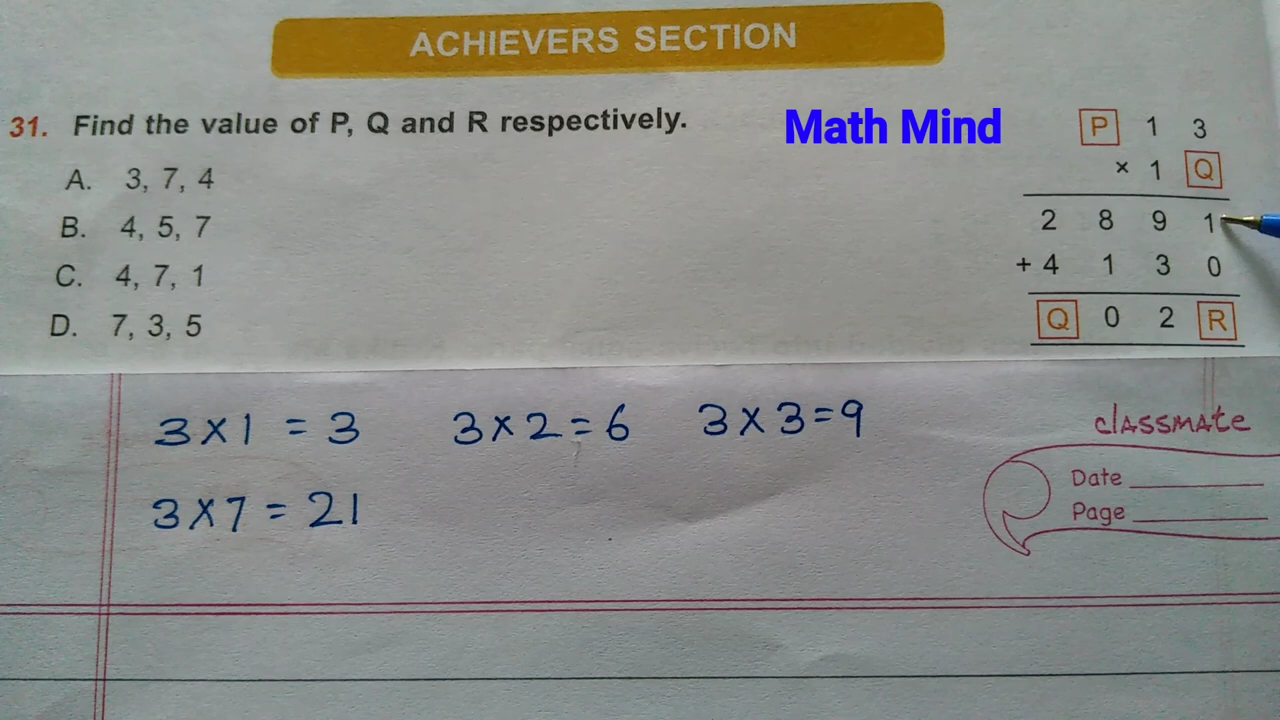 ACHIEVERS SECTION
31. Find the value of P, Q and R respectively.
Math Mind
A. 3, 7, 4
B. 4, 5, 7
C. 4, 7, 1
D. 7, 3, 5
P 1 3
× 1 Q
2 8 9 1
+ 4 1 3 0
Q 0 2 R
3 × 1 = 3 3 × 2 = 6 3 × 3 = 9
3 × 7 = 21
classmate
Date
Page